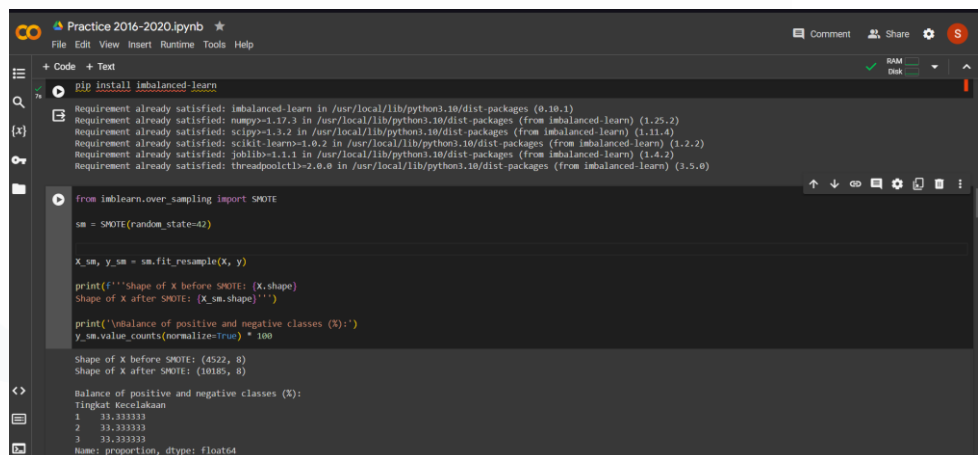 Practice 2016-2020.ipynb
File Edit View Insert Runtime Tools Help
Comment Share S
+ Code + Text
RAM
Disk
7s
pip install imbalanced-learn
Requirement already satisfied: imbalanced-learn in /usr/local/lib/python3.10/dist-packages (0.10.1)
Requirement already satisfied: numpy>=1.17.3 in /usr/local/lib/python3.10/dist-packages (from imbalanced-learn) (1.25.2)
Requirement already satisfied: scipy>=1.3.2 in /usr/local/lib/python3.10/dist-packages (from imbalanced-learn) (1.11.4)
Requirement already satisfied: scikit-learn>=1.0.2 in /usr/local/lib/python3.10/dist-packages (from imbalanced-learn) (1.2.2)
Requirement already satisfied: joblib>=1.1.1 in /usr/local/lib/python3.10/dist-packages (from imbalanced-learn) (1.4.2)
Requirement already satisfied: threadpoolctl>=2.0.0 in /usr/local/lib/python3.10/dist-packages (from imbalanced-learn) (3.5.0)
from imblearn.over_sampling import SMOTE
sm = SMOTE(random_state=42)
X_sm, y_sm = sm.fit_resample(X, y)
print(f'''Shape of X before SMOTE: {X.shape}
Shape of X after SMOTE: {X_sm.shape}''')
print('\nBalance of positive and negative classes (%):')
y_sm.value_counts(normalize=True) * 100
Shape of X before SMOTE: (4522, 8)
Shape of X after SMOTE: (10185, 8)
Balance of positive and negative classes (%):
Tingkat Kecelakaan
1 33.333333
2 33.333333
3 33.333333
Name: proportion, dtype: float64